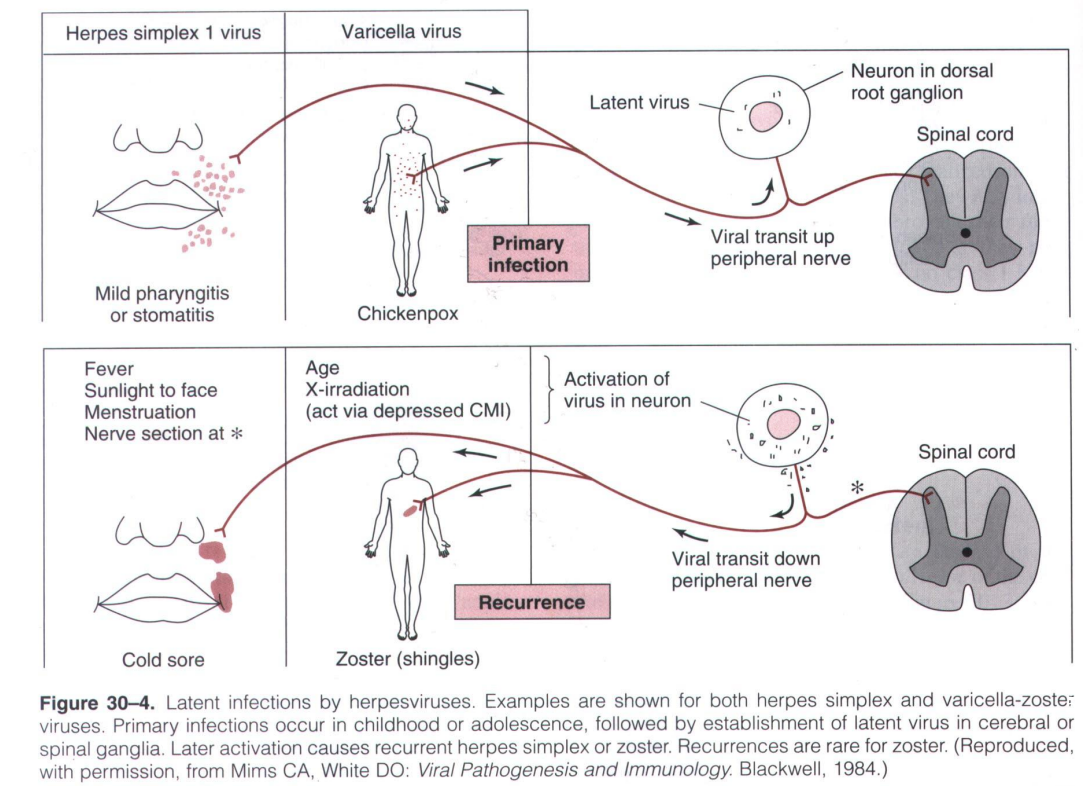 Herpes simplex 1 virus
Varicella virus
Latent virus
Neuron in dorsal
root ganglion
Spinal cord
Primary
infection
Viral transit up
peripheral nerve
Mild pharyngitis
or stomatitis
Chickenpox
Fever
Sunlight to face
Menstruation
Nerve section at *
Age
X-irradiation
(act via depressed CMI)
Activation of
virus in neuron
Spinal cord
*
Viral transit down
peripheral nerve
Recurrence
Cold sore
Zoster (shingles)
Figure 30–4. Latent infections by herpesviruses. Examples are shown for both herpes simplex and varicella-zoster
viruses. Primary infections occur in childhood or adolescence, followed by establishment of latent virus in cerebral or
spinal ganglia. Later activation causes recurrent herpes simplex or zoster. Recurrences are rare for zoster. (Reproduced,
with permission, from Mims CA, White DO: Viral Pathogenesis and Immunology. Blackwell, 1984.)